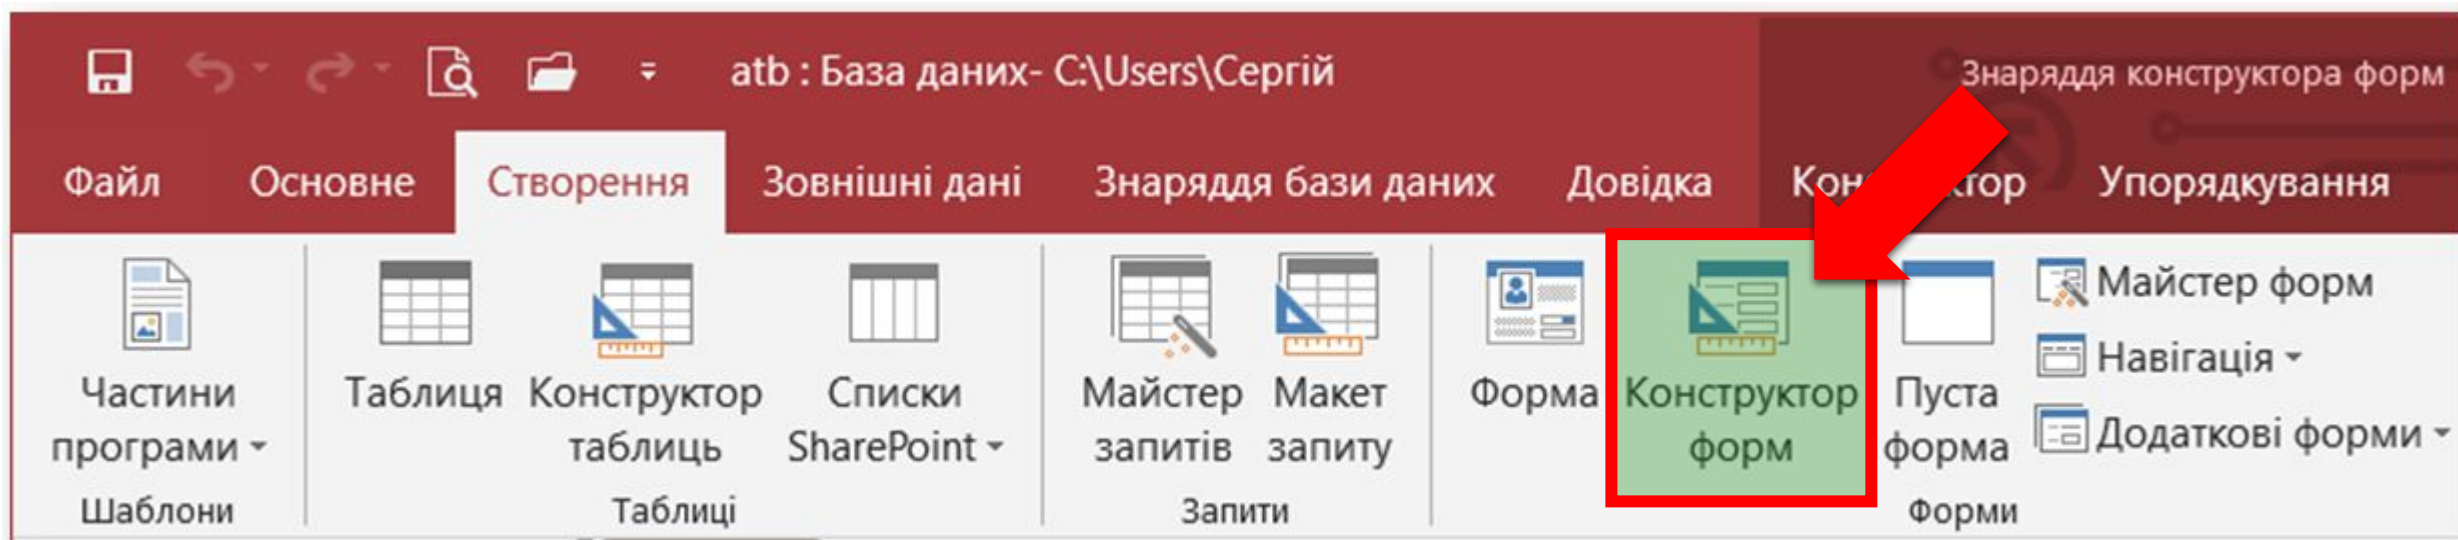 atb : База даних- C:\Users\Сергій
Знаряддя конструктора форм
Файл Основне Створення Зовнішні дані Знаряддя бази даних Довідка Упорядкування
Частини програми
Таблиця
Конструктор таблиць
Списки SharePoint
Майстер запитів
Макет запиту
Форма
Конструктор форм
Пуста форма
Майстер форм
Навігація
Додаткові форми
Шаблони Таблиці Запити Форми